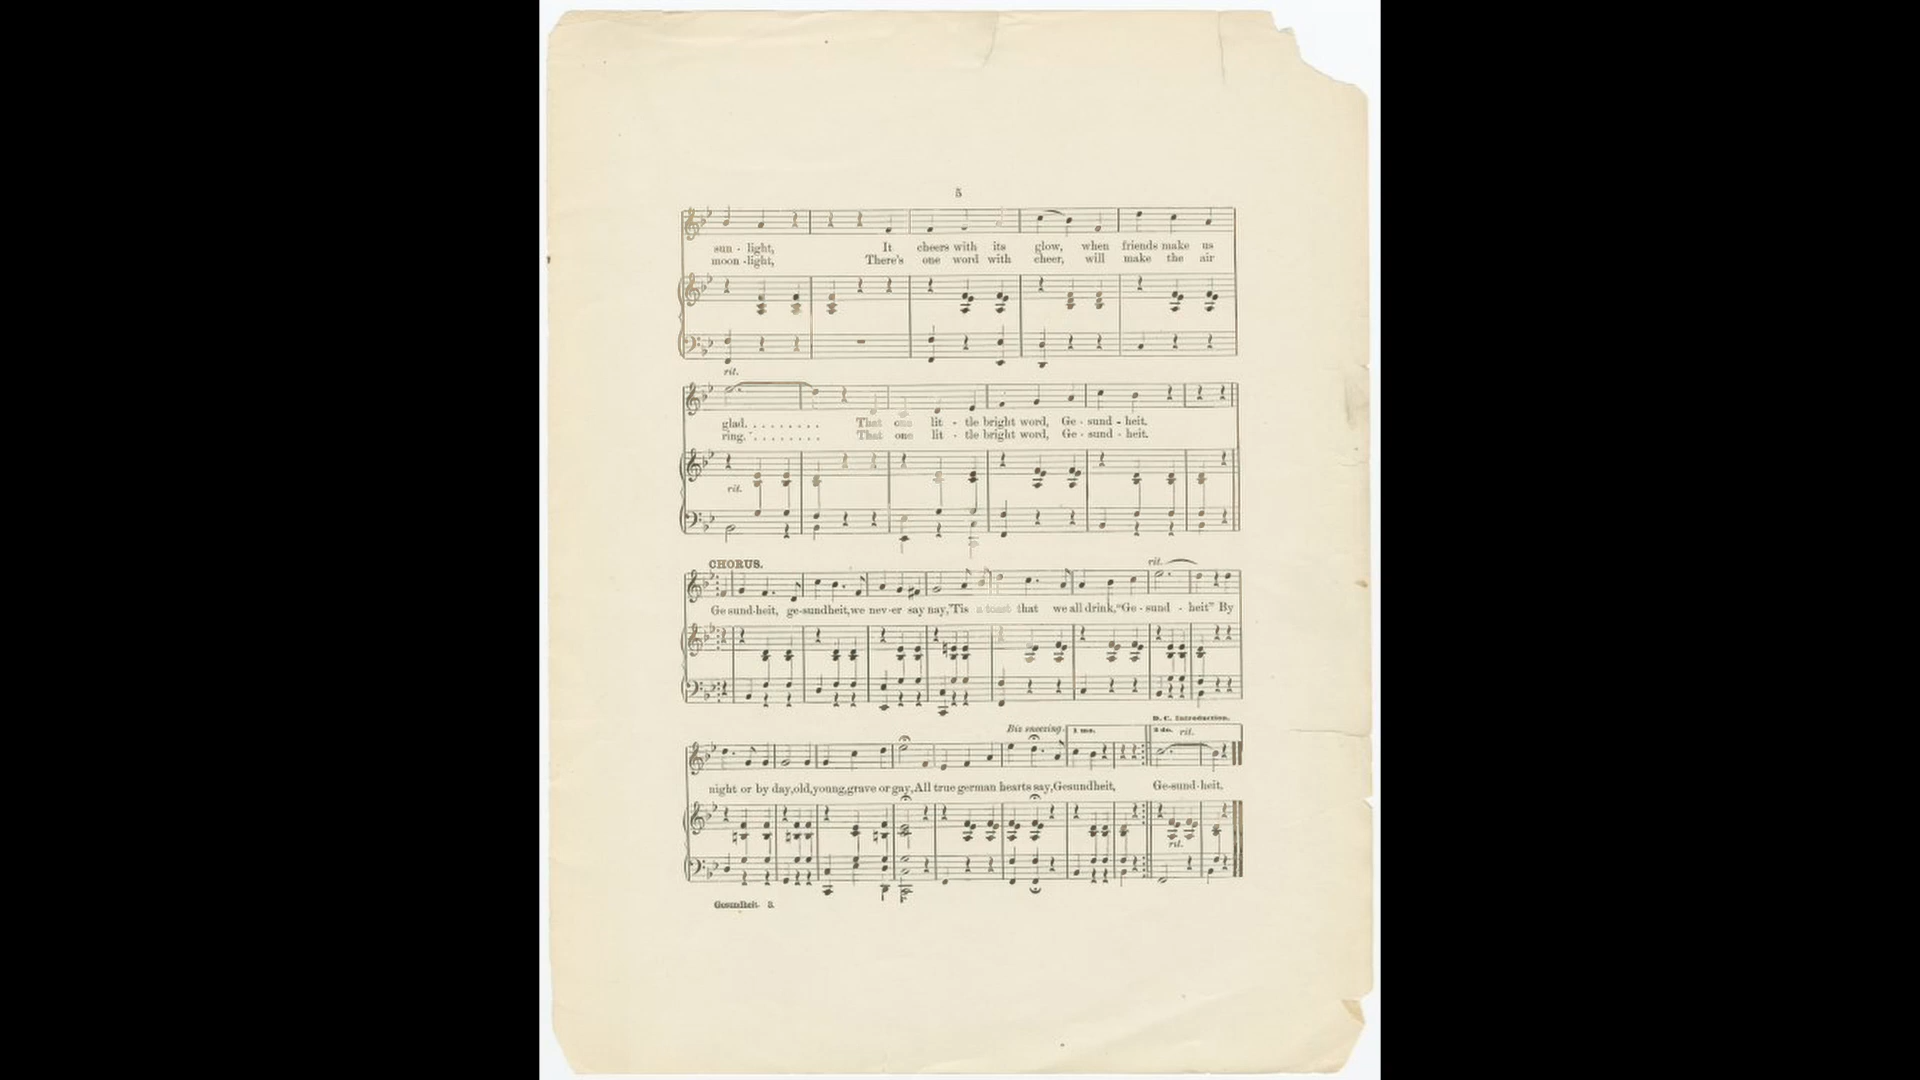 5
sun - light, It cheers with its glow, when friends make us
moon - light, There's one word with cheer, will make the air
rit.
glad. . . . . . . . . That one lit - tle bright word, Ge - sund - heit.
ring. . . . . . . . . That one lit - tle bright word, Ge - sund - heit.
rit.
CHORUS.
rit.
Ge sund-heit, ge-sundheit, we nev-er say nay, "Tis a toast that we all drink, "Ge - sund - heit" By
D. C. Introduction.
Bis sneezing. 1 mo. 2 do. rit.
night or by day, old, young, grave or gay, All true german hearts say, Gesundheit, Ge-sund-heit.
rit.
Gesundheit. 3.